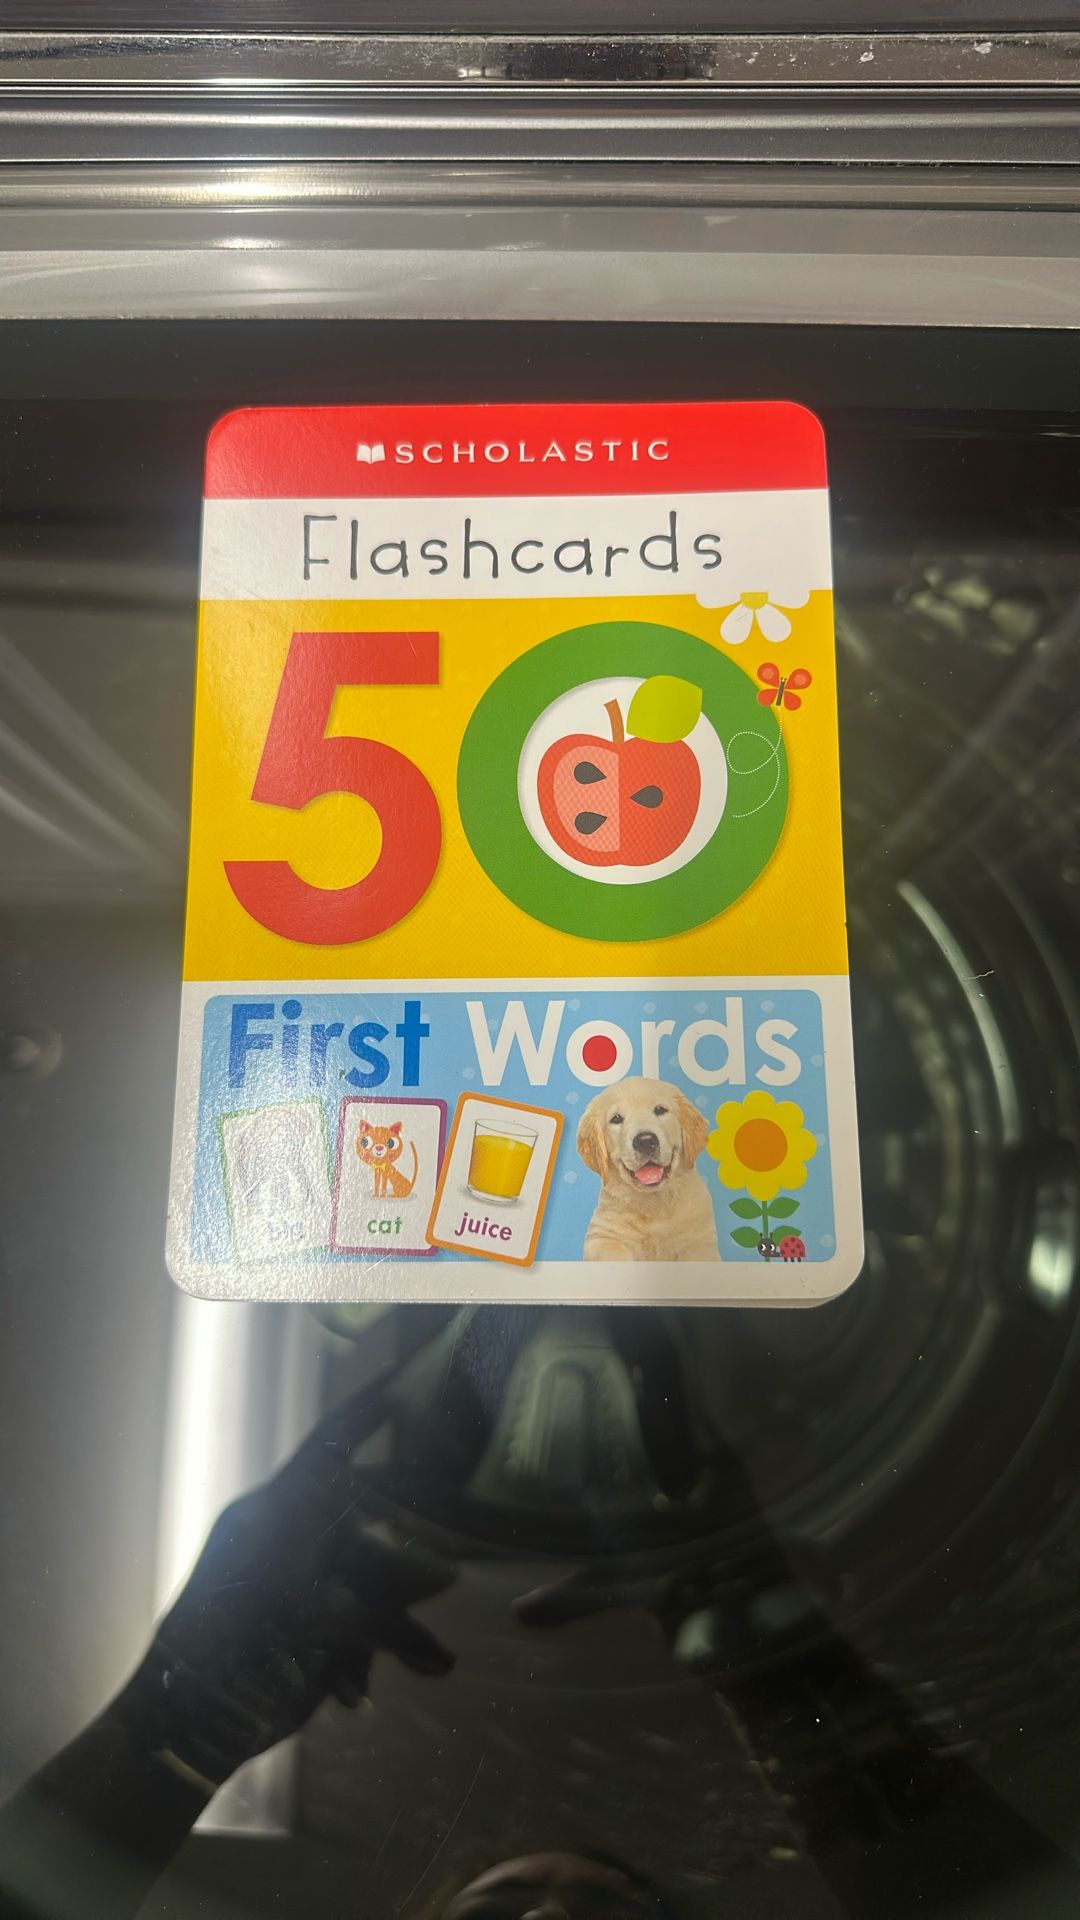 SCHOLASTIC
Flashcards
50
First Words
cat
juice